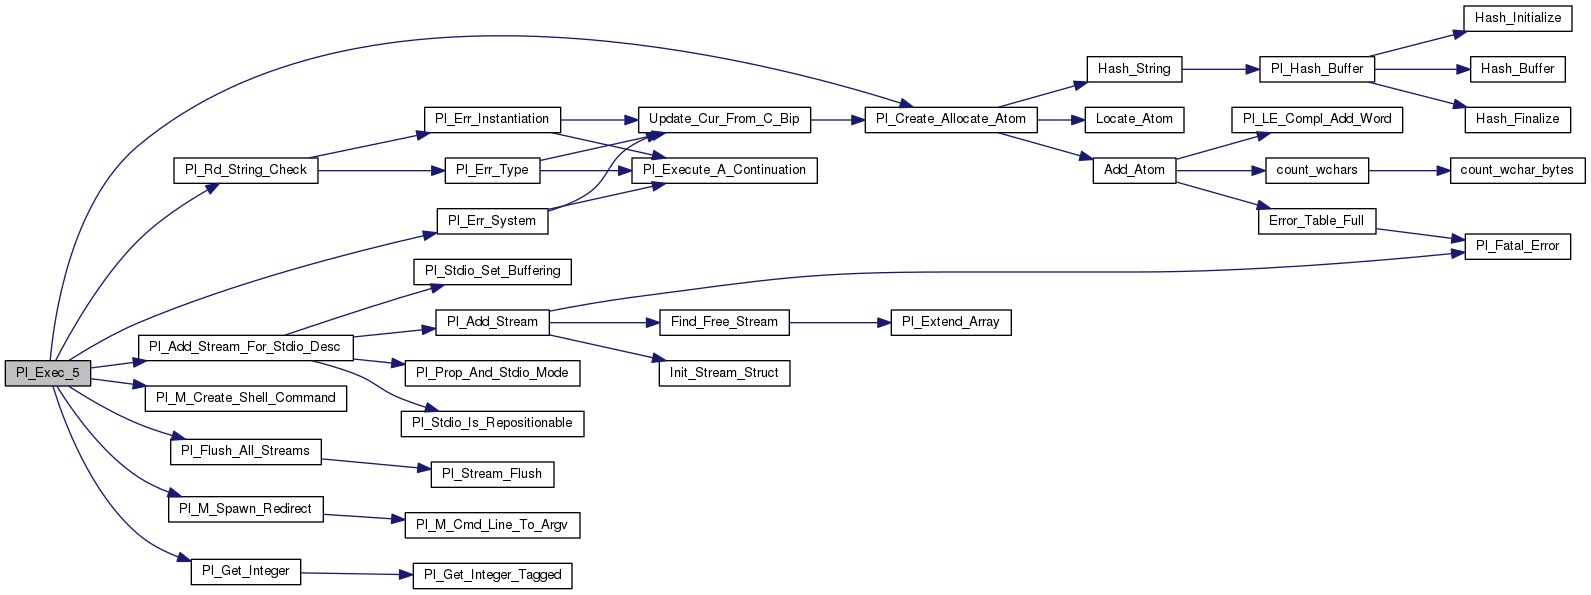 Hash_Initialize
Hash_String
Pl_Hash_Buffer
Hash_Buffer
Pl_Err_Instantiation
Update_Cur_From_C_Bip
Pl_Create_Allocate_Atom
Locate_Atom
Pl_LE_Compl_Add_Word
Hash_Finalize
Pl_Rd_String_Check
Pl_Err_Type
Pl_Execute_A_Continuation
Add_Atom
count_wchars
count_wchar_bytes
Pl_Err_System
Error_Table_Full
Pl_Fatal_Error
Pl_Stdio_Set_Buffering
Pl_Add_Stream
Find_Free_Stream
Pl_Extend_Array
Pl_Add_Stream_For_Stdio_Desc
Pl_Exec_5
Pl_Prop_And_Stdio_Mode
Init_Stream_Struct
Pl_M_Create_Shell_Command
Pl_Stdio_Is_Repositionable
Pl_Flush_All_Streams
Pl_Stream_Flush
Pl_M_Spawn_Redirect
Pl_M_Cmd_Line_To_Argv
Pl_Get_Integer
Pl_Get_Integer_Tagged